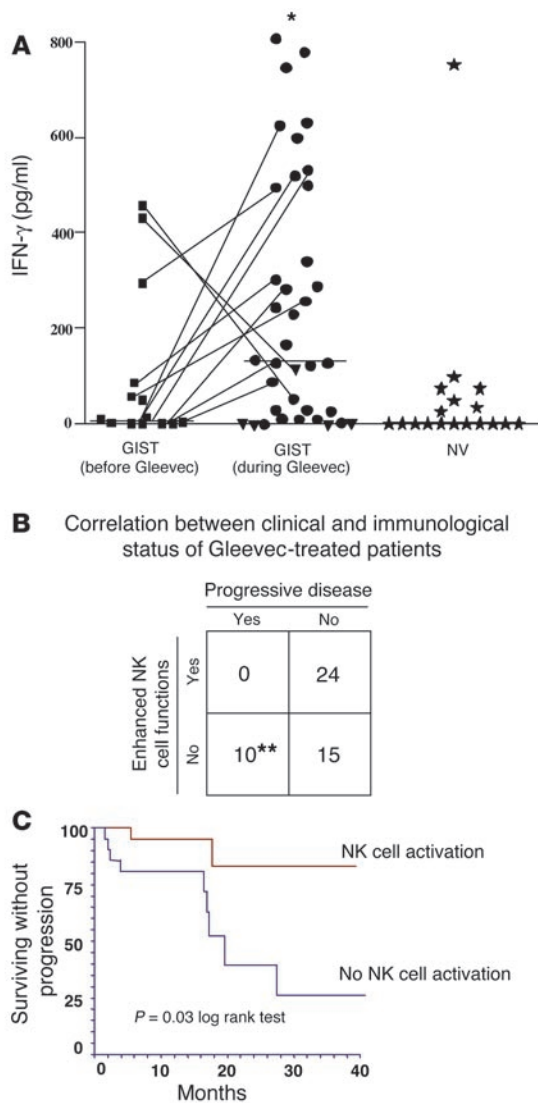 A
*
IFN-γ (pg/ml)
800
600
400
200
0
GIST
(before Gleevec)
GIST
(during Gleevec)
NV
B Correlation between clinical and immunological
status of Gleevec-treated patients
Progressive disease
Yes No
Enhanced NK
cell functions
Yes
No
0 24
10** 15
C
Surviving without
progression
100
75
50
25
0
NK cell activation
No NK cell activation
P = 0.03 log rank test
0 10 20 30 40
Months